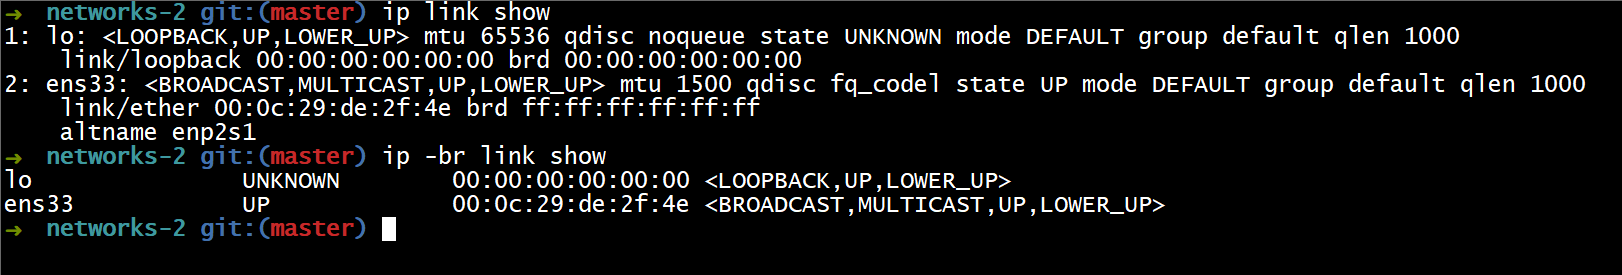 → networks-2 git:(master) ip link show
1: lo: <LOOPBACK,UP,LOWER_UP> mtu 65536 qdisc noqueue state UNKNOWN mode DEFAULT group default qlen 1000
    link/loopback 00:00:00:00:00:00 brd 00:00:00:00:00:00
2: ens33: <BROADCAST,MULTICAST,UP,LOWER_UP> mtu 1500 qdisc fq_codel state UP mode DEFAULT group default qlen 1000
    link/ether 00:0c:29:de:2f:4e brd ff:ff:ff:ff:ff:ff
    altname enp2s1
→ networks-2 git:(master) ip -br link show
lo               UNKNOWN        00:00:00:00:00:00 <LOOPBACK,UP,LOWER_UP>
ens33            UP             00:0c:29:de:2f:4e <BROADCAST,MULTICAST,UP,LOWER_UP>
→ networks-2 git:(master)